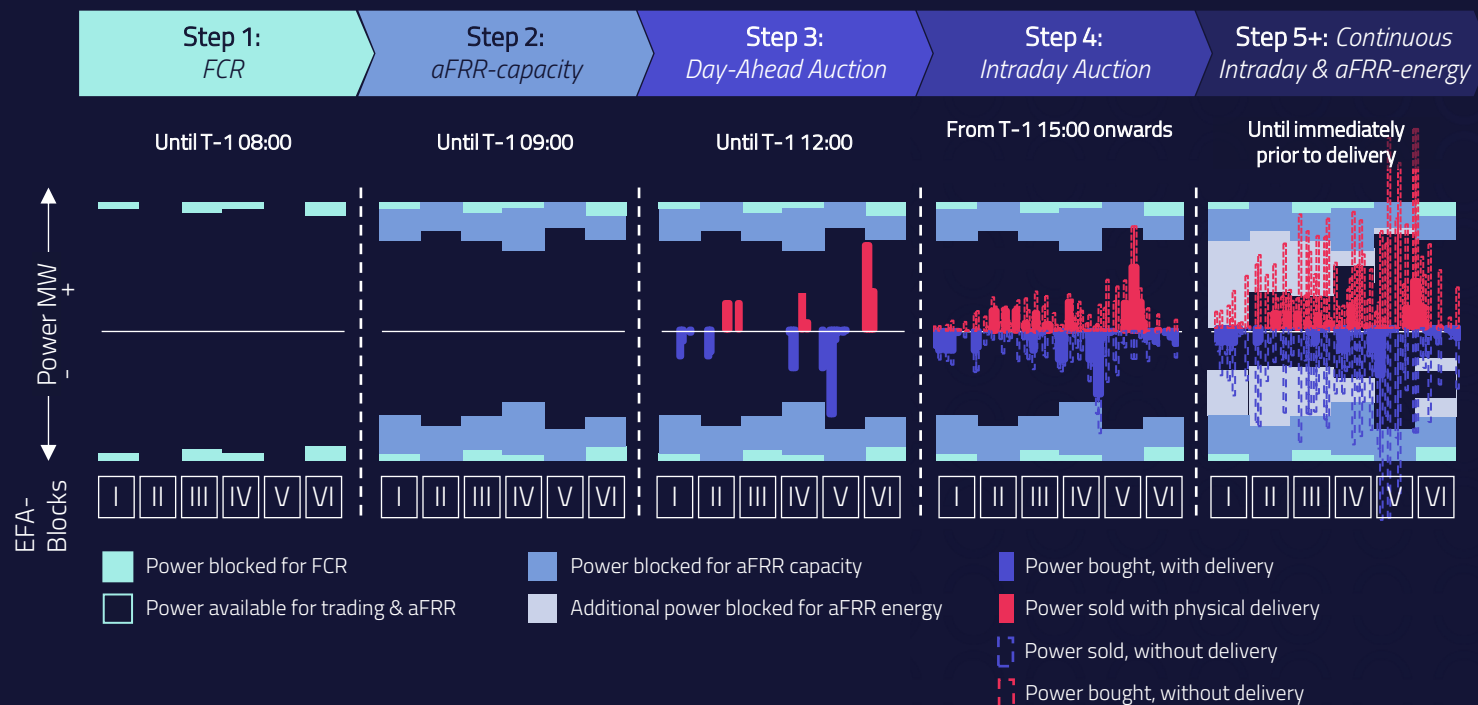 Step 1:
FCR
Step 2:
aFRR-capacity
Step 3:
Day-Ahead Auction
Step 4:
Intraday Auction
Step 5+: Continuous
Intraday & aFRR-energy
Until T-1 08:00
Until T-1 09:00
Until T-1 12:00
From T-1 15:00 onwards
Until immediately
prior to delivery
- Power MW +
EFA-
Blocks
I II III IV V VI
I II III IV V VI
I II III IV V VI
I II III IV V VI
I II III IV V VI
Power blocked for FCR
Power available for trading & aFRR
Power blocked for aFRR capacity
Additional power blocked for aFRR energy
Power bought, with delivery
Power sold with physical delivery
Power sold, without delivery
Power bought, without delivery